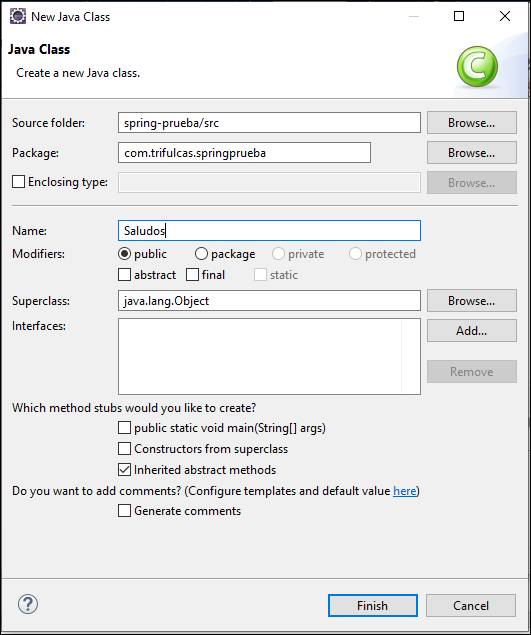 New Java Class
Java Class
Create a new Java class.
Source folder: spring-prueba/src Browse...
Package: com.trifulcas.springprueba Browse...
Enclosing type: Browse...
Name: Saludos
Modifiers: public package private protected
abstract final static
Superclass: java.lang.Object Browse...
Interfaces: Add...
Remove
Which method stubs would you like to create?
public static void main(String[] args)
Constructors from superclass
Inherited abstract methods
Do you want to add comments? (Configure templates and default value here)
Generate comments
? Finish Cancel